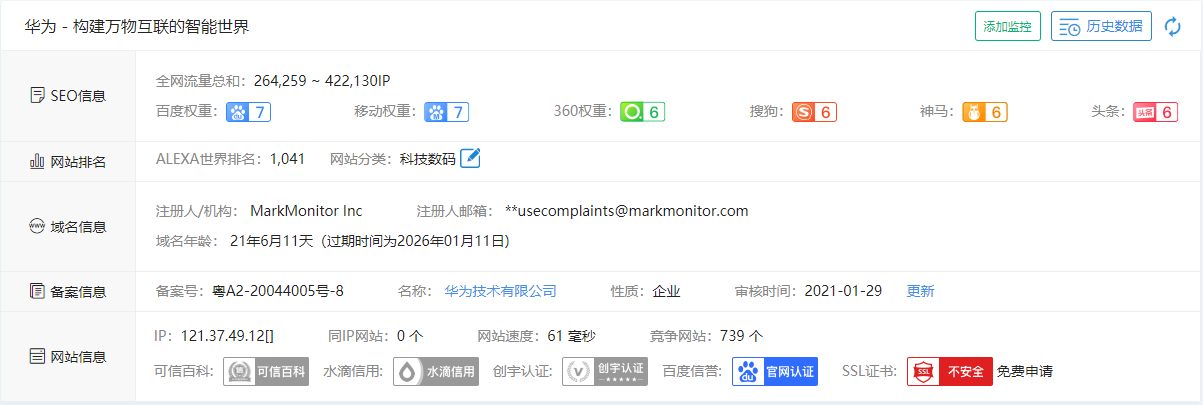 华为 - 构建万物互联的智能世界 添加监控 历史数据
SEO信息
全网流量总和：264,259 ~ 422,130IP
百度权重： 7 移动权重： 7 360权重： 6 搜狗： 6 神马： 6 头条： 头条 6
网站排名 ALEXA世界排名：1,041 网站分类：科技数码
域名信息
注册人/机构： MarkMonitor Inc 注册人邮箱： **usecomplaints@markmonitor.com
域名年龄： 21年6月11天（过期时间为2026年01月11日）
备案信息 备案号：粤A2-20044005号-8 名称： 华为技术有限公司 性质：企业 审核时间：2021-01-29 更新
网站信息
IP：121.37.49.12[] 同IP网站：0 个 网站速度：61 毫秒 竞争网站：739 个
可信百科: 可信百科 水滴信用: 水滴信用 创宇认证: 创宇认证 百度信誉: du 官网认证 SSL证书: SSL 不安全 免费申请